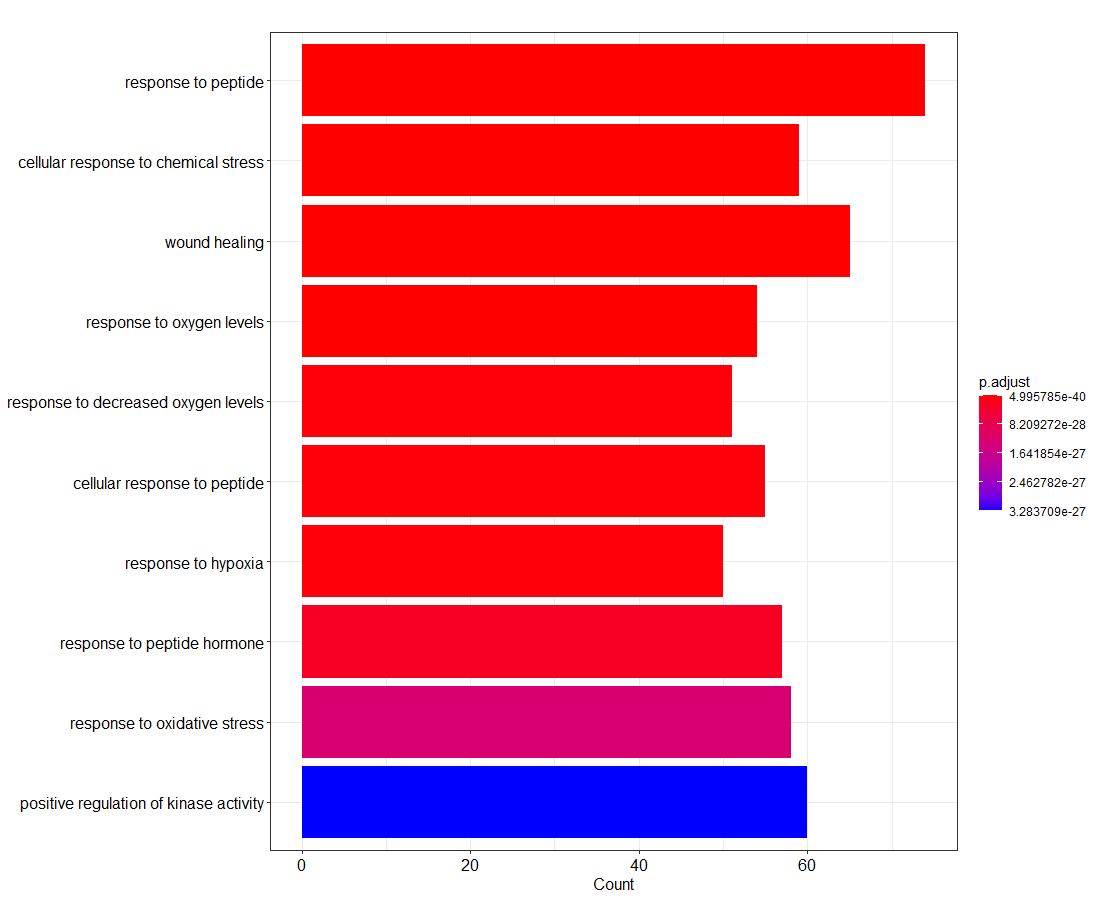 response to peptide
cellular response to chemical stress
wound healing
response to oxygen levels
response to decreased oxygen levels
cellular response to peptide
response to hypoxia
response to peptide hormone
response to oxidative stress
positive regulation of kinase activity
0 20 40 60
Count
p.adjust
4.995785e-40
8.209272e-28
1.641854e-27
2.462782e-27
3.283709e-27